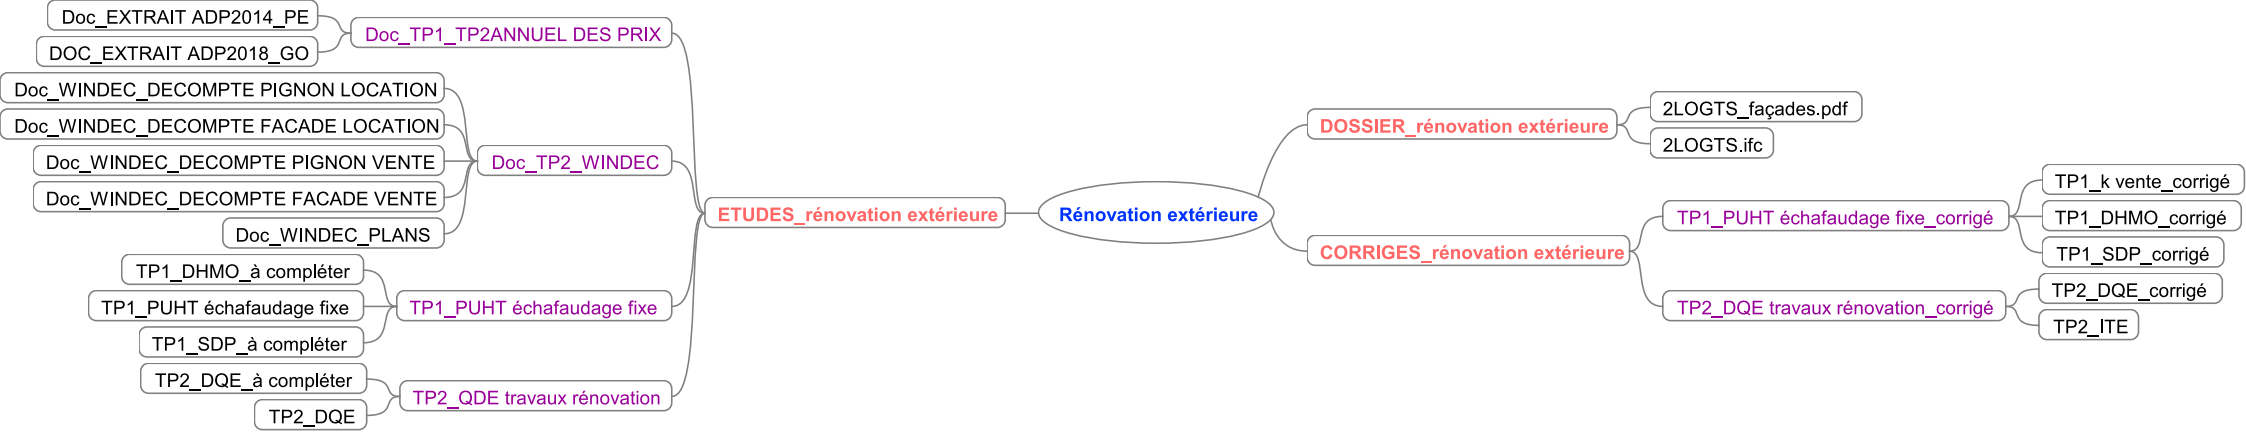 Doc_EXTRAIT ADP2014_PE
DOC_EXTRAIT ADP2018_GO
Doc_TP1_TP2ANNUEL DES PRIX
Doc_WINDEC_DECOMPTE PIGNON LOCATION
Doc_WINDEC_DECOMPTE FACADE LOCATION
Doc_WINDEC_DECOMPTE PIGNON VENTE
Doc_WINDEC_DECOMPTE FACADE VENTE
Doc_WINDEC_PLANS
Doc_TP2_WINDEC
TP1_DHMO_à compléter
TP1_PUHT échafaudage fixe
TP1_SDP_à compléter
TP1_PUHT échafaudage fixe
TP2_DQE_à compléter
TP2_DQE
TP2_QDE travaux rénovation
ETUDES_rénovation extérieure
Rénovation extérieure
DOSSIER_rénovation extérieure
2LOGTS_façades.pdf
2LOGTS.ifc
CORRIGES_rénovation extérieure
TP1_PUHT échafaudage fixe_corrigé
TP1_k vente_corrigé
TP1_DHMO_corrigé
TP1_SDP_corrigé
TP2_DQE travaux rénovation_corrigé
TP2_DQE_corrigé
TP2_ITE